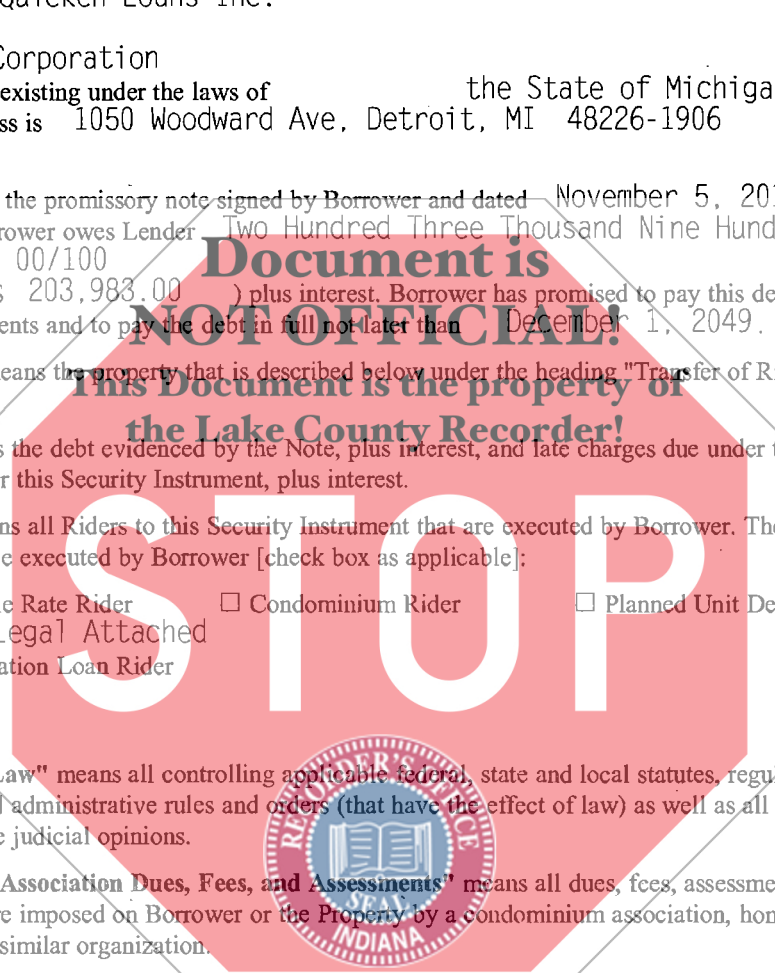 Quicken Loans Inc.
Corporation
existing under the laws of the State of Michiga
ss is 1050 Woodward Ave, Detroit, MI 48226-1906
the promissory note signed by Borrower and dated November 5, 201
rower owes Lender Two Hundred Three Thousand Nine Hund
00/100
Document is
$ 203,983.00 ) plus interest. Borrower has promised to pay this de
ents and to pay the debt in full not later than December 1, 2049.
NOT OFFICIAL!
eans the property that is described below under the heading "Transfer of Ri
This Document is the property of
the Lake County Recorder!
s the debt evidenced by the Note, plus interest, and late charges due under t
r this Security Instrument, plus interest.
STOP
ns all Riders to this Security Instrument that are executed by Borrower. The
e executed by Borrower [check box as applicable]:
e Rate Rider ☐ Condominium Rider ☐ Planned Unit De
Legal Attached
ation Loan Rider
Law" means all controlling applicable federal, state and local statutes, regul
l administrative rules and orders (that have the effect of law) as well as all
e judicial opinions.
Association Dues, Fees, and Assessments" means all dues, fees, assessme
re imposed on Borrower or the Property by a condominium association, hom
similar organization.
RECORDER'S OFFICE
SEAL
INDIANA